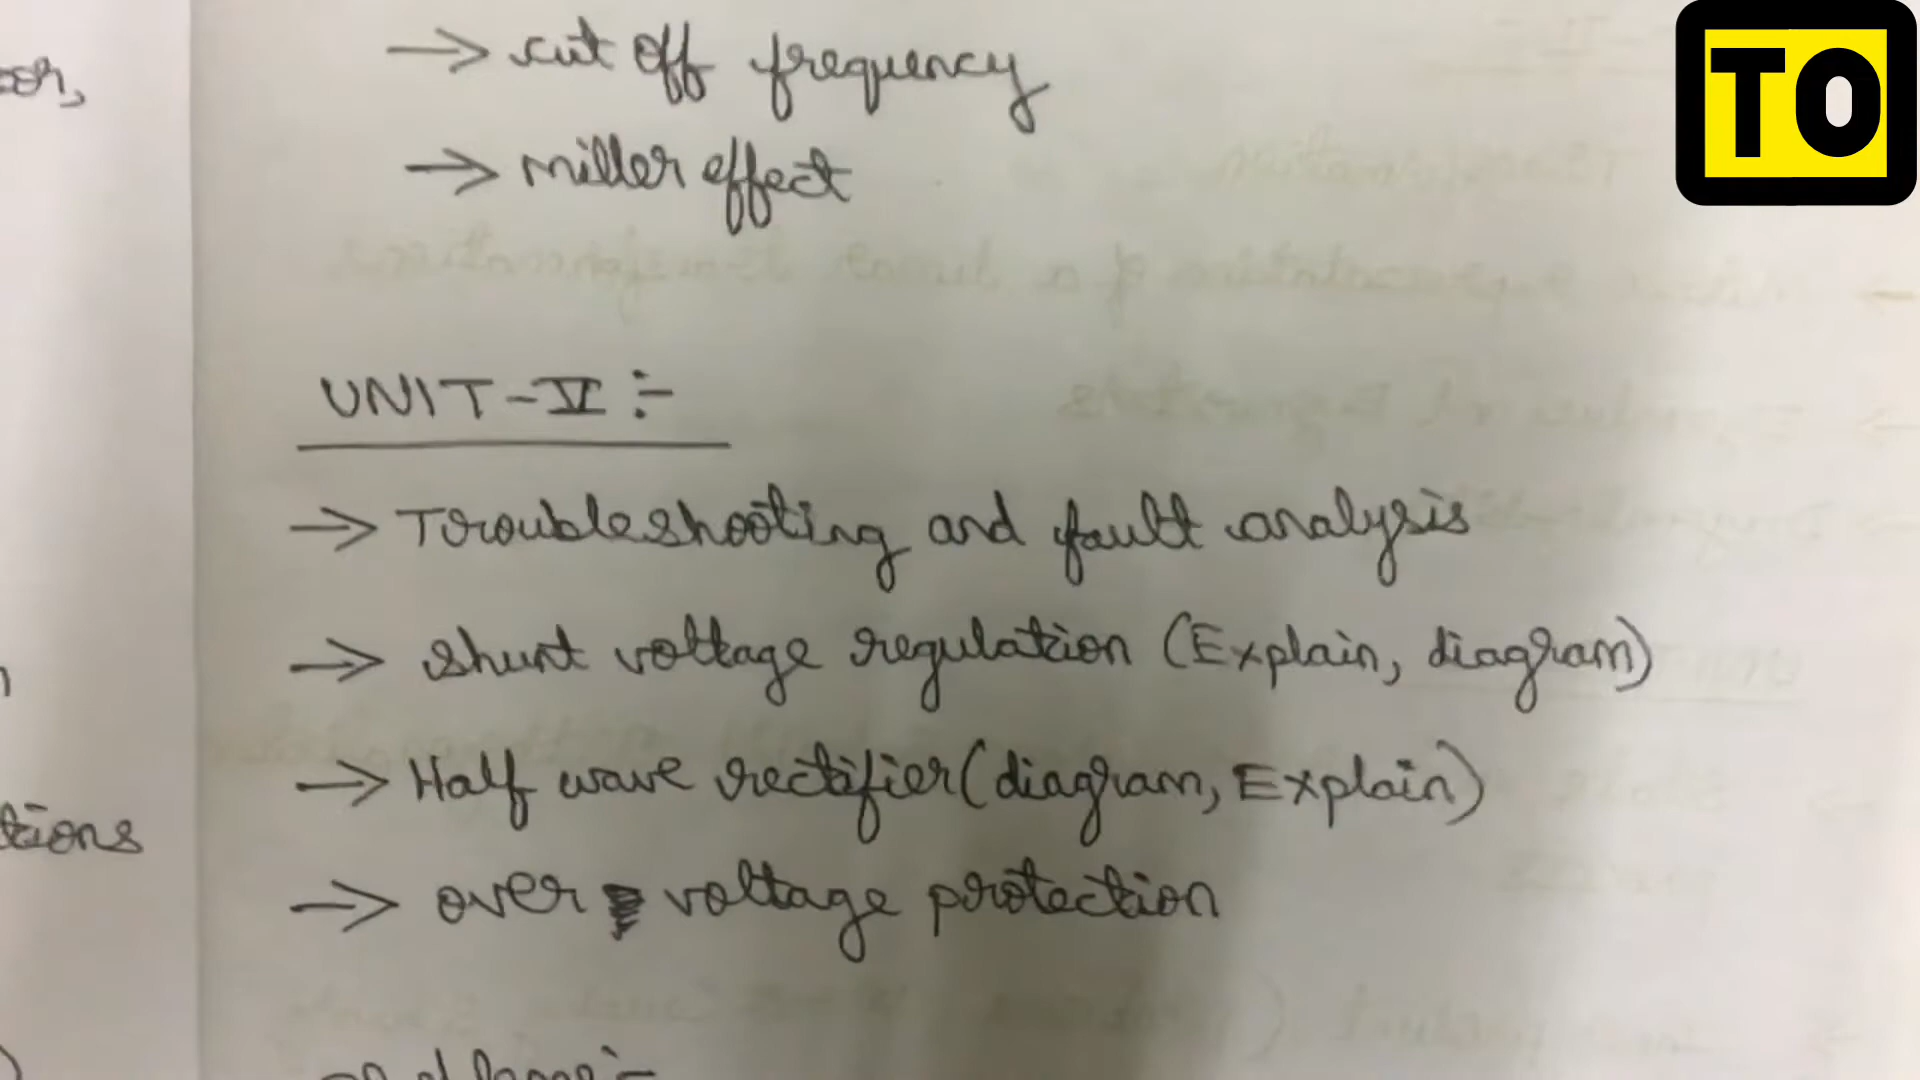 TO
→ cut off frequency
→ miller effect
UNIT-V :-
→ Troubleshooting and fault analysis
→ shunt voltage regulation (Explain, diagram)
→ Half wave rectifier (diagram, Explain)
→ over voltage protection
tions